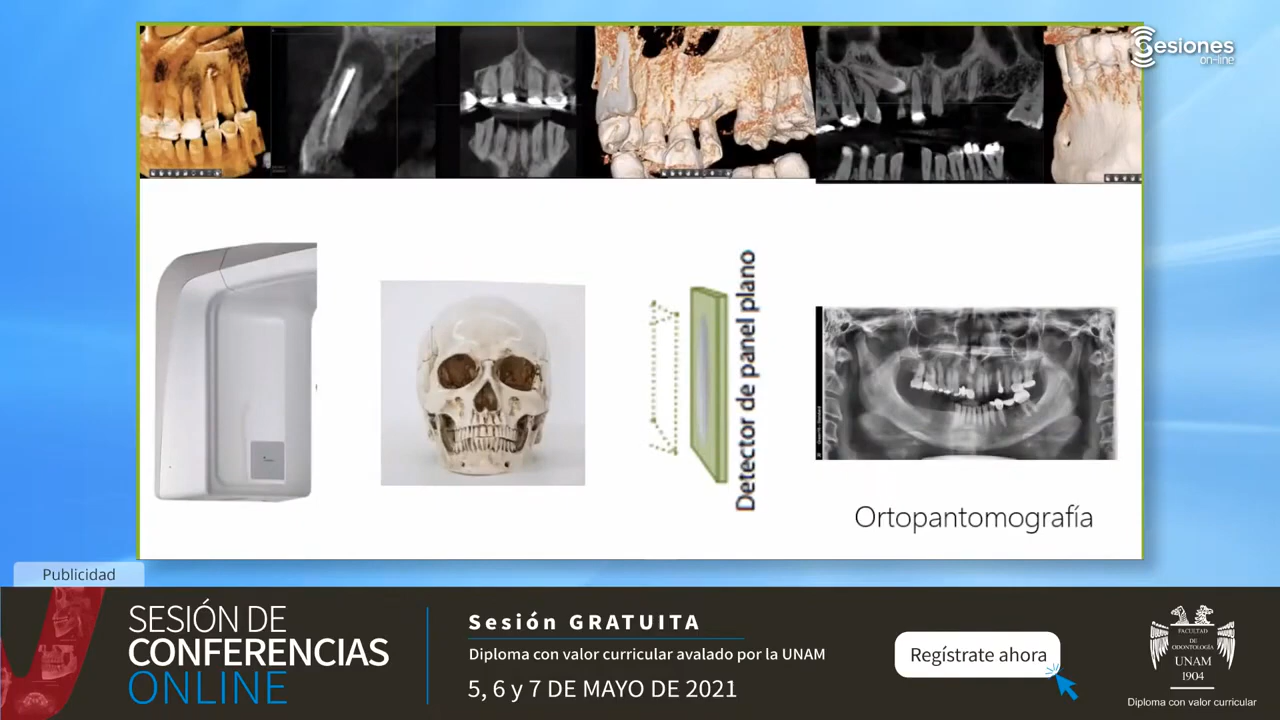 Sesiones
on-line
Detector de panel plano
Ortopantomografía
Publicidad
SESIÓN DE
CONFERENCIAS
ONLINE
Sesión GRATUITA
Diploma con valor curricular avalado por la UNAM
5, 6 y 7 DE MAYO DE 2021
Regístrate ahora
FACULTAD
DE
ODONTOLOGÍA
UNAM
1904
Diploma con valor curricular